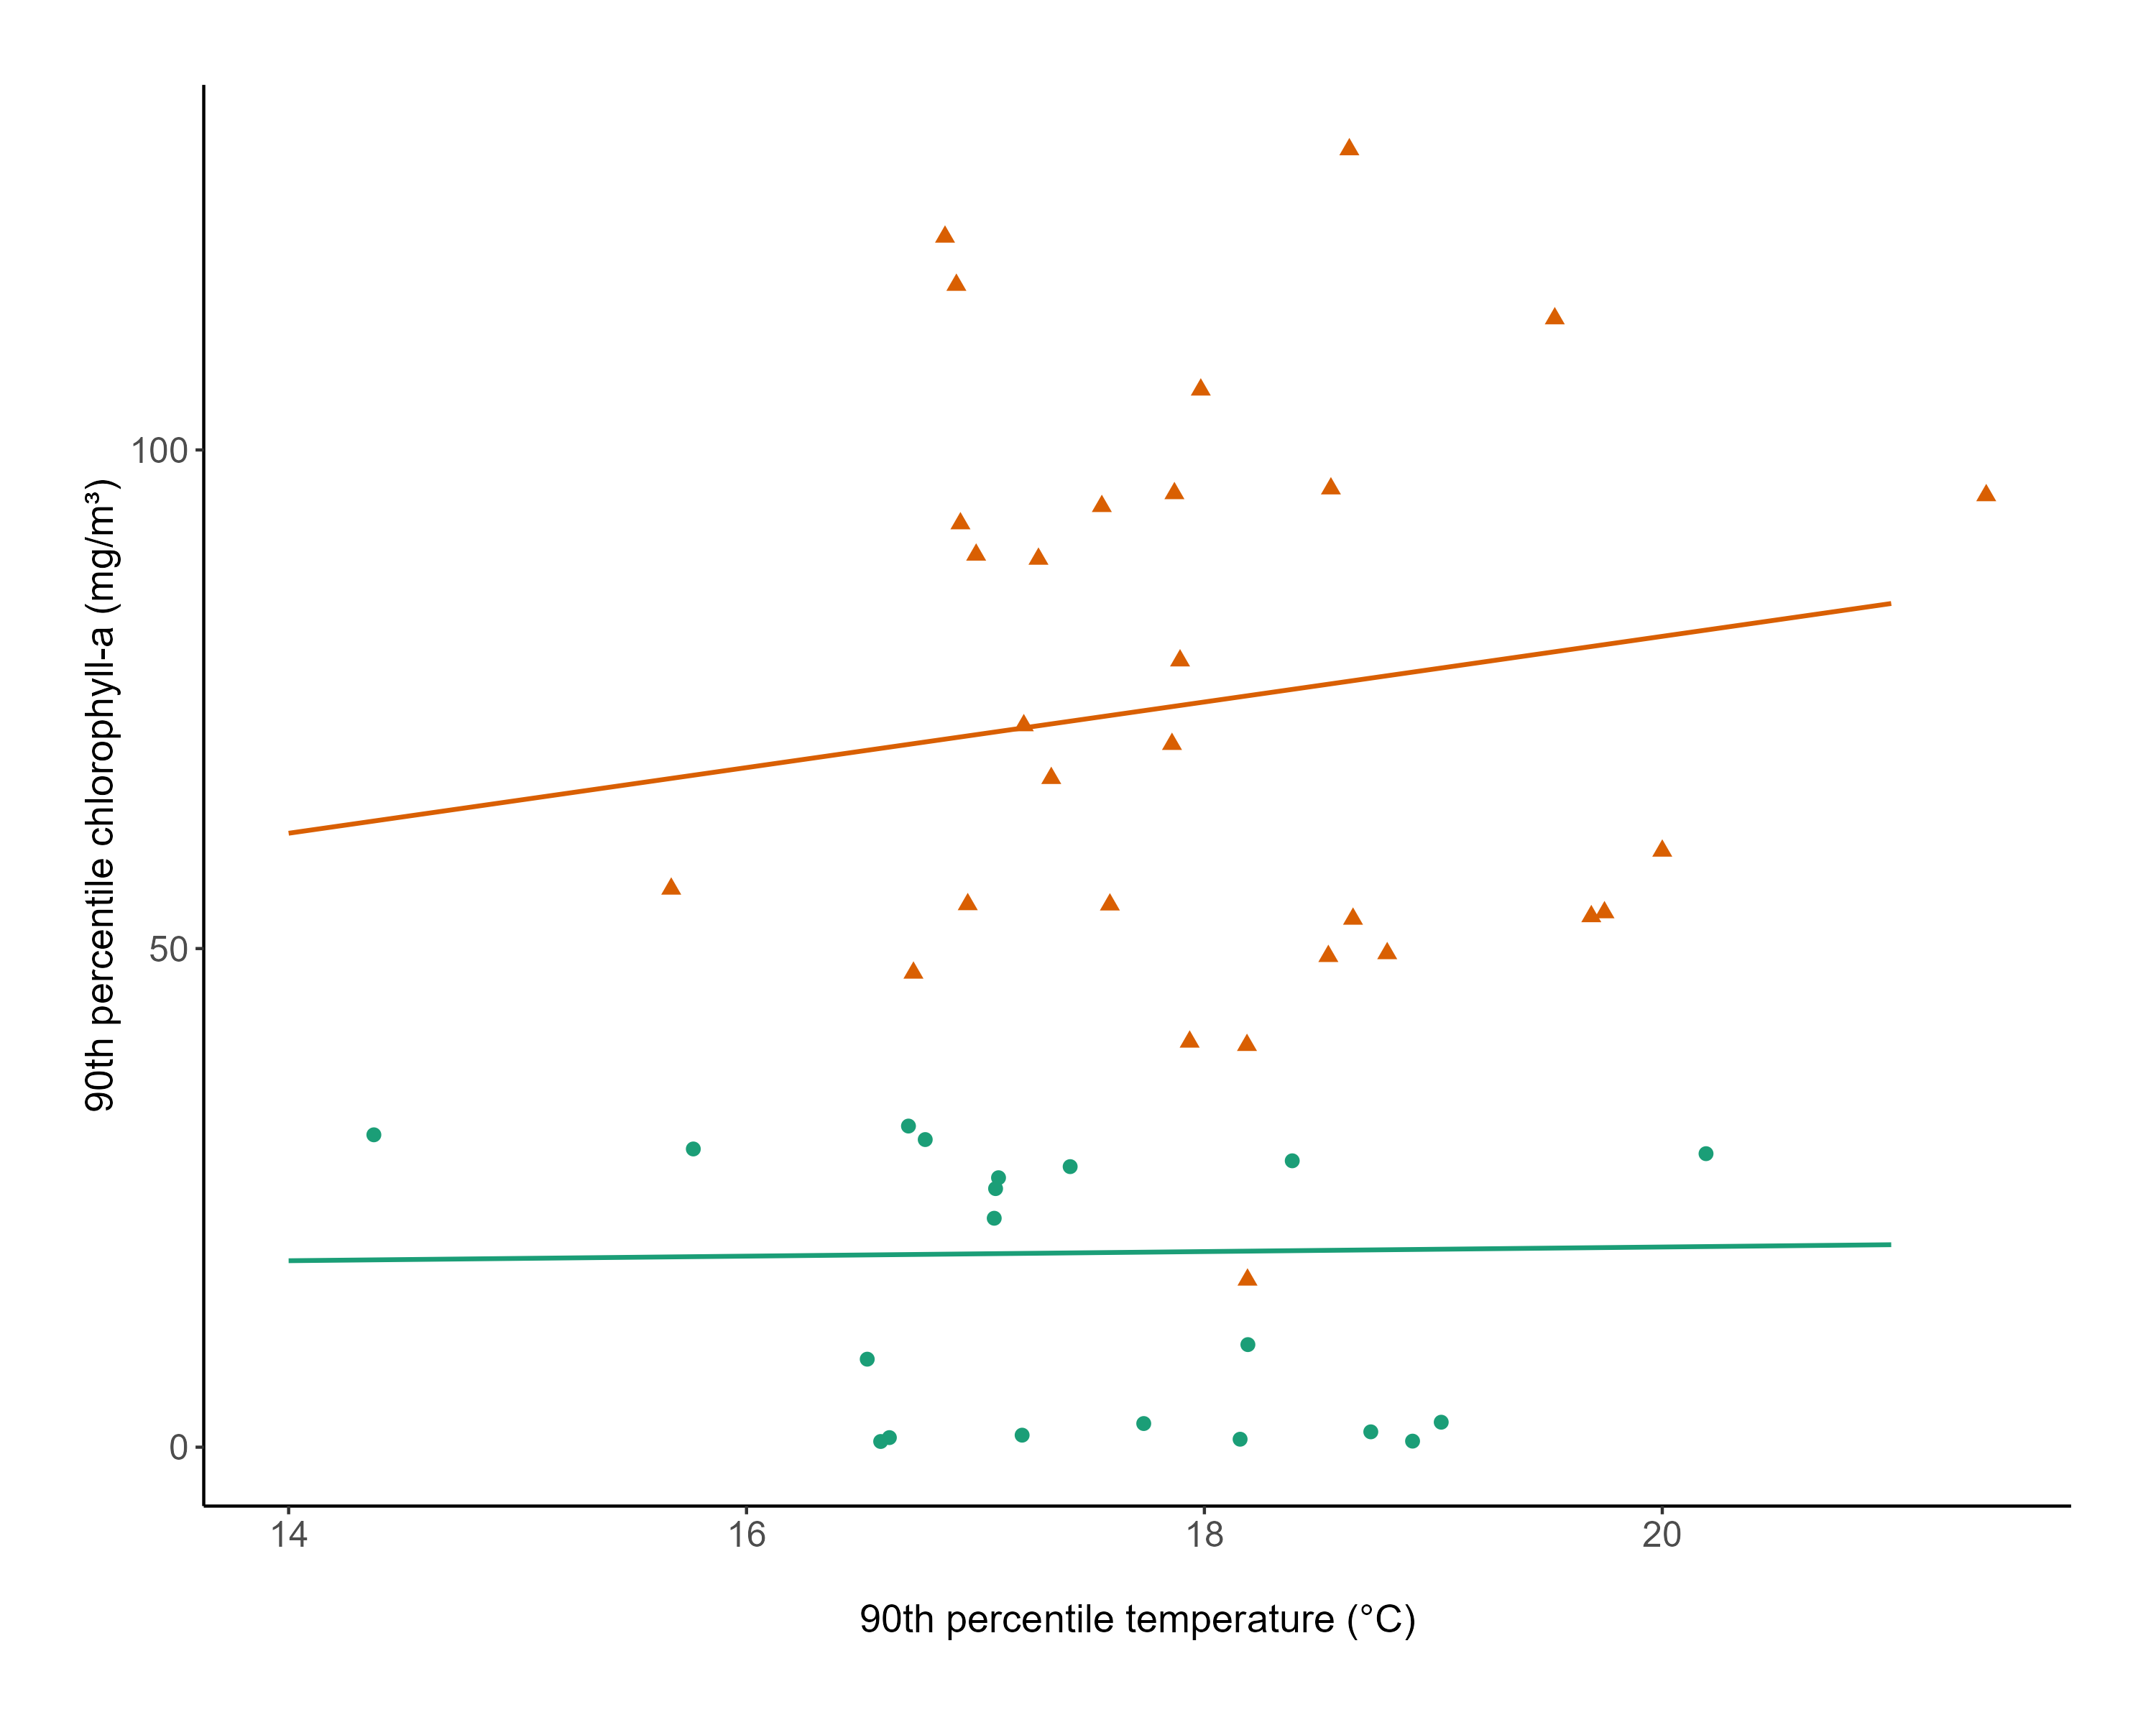 90th percentile chlorophyll-a (mg/m³)
100
50
0
14 16 18 20
90th percentile temperature (°C)